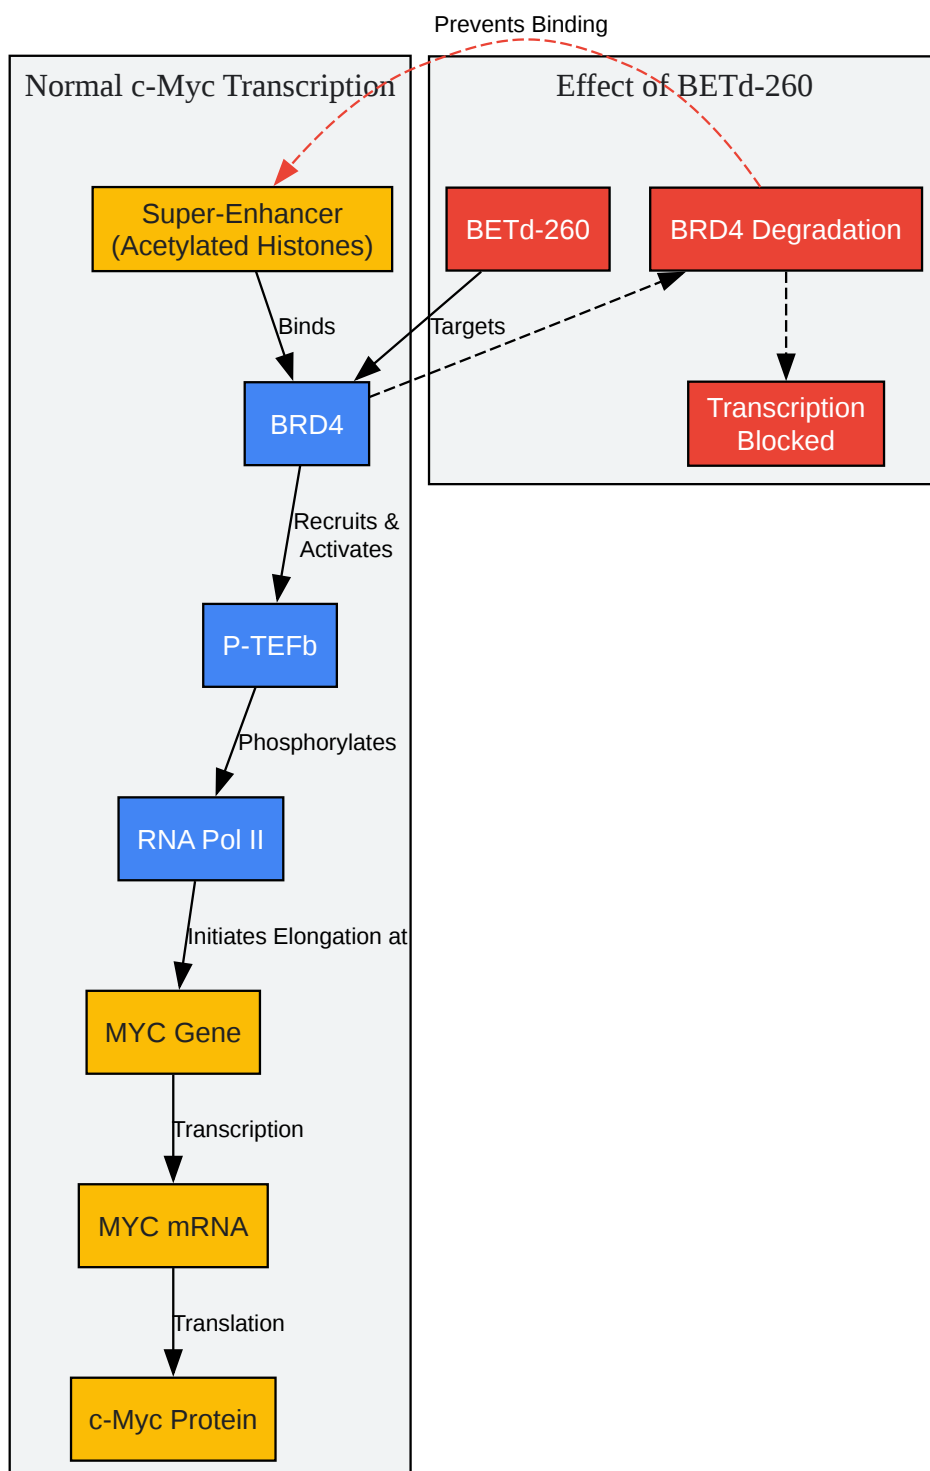 Prevents Binding
Normal c-Myc Transcription
Effect of BETd-260
Super-Enhancer
(Acetylated Histones)
BETd-260
BRD4 Degradation
Binds
Targets
BRD4
Transcription
Blocked
Recruits &
Activates
P-TEFb
Phosphorylates
RNA Pol II
Initiates Elongation at
MYC Gene
Transcription
MYC mRNA
Translation
c-Myc Protein